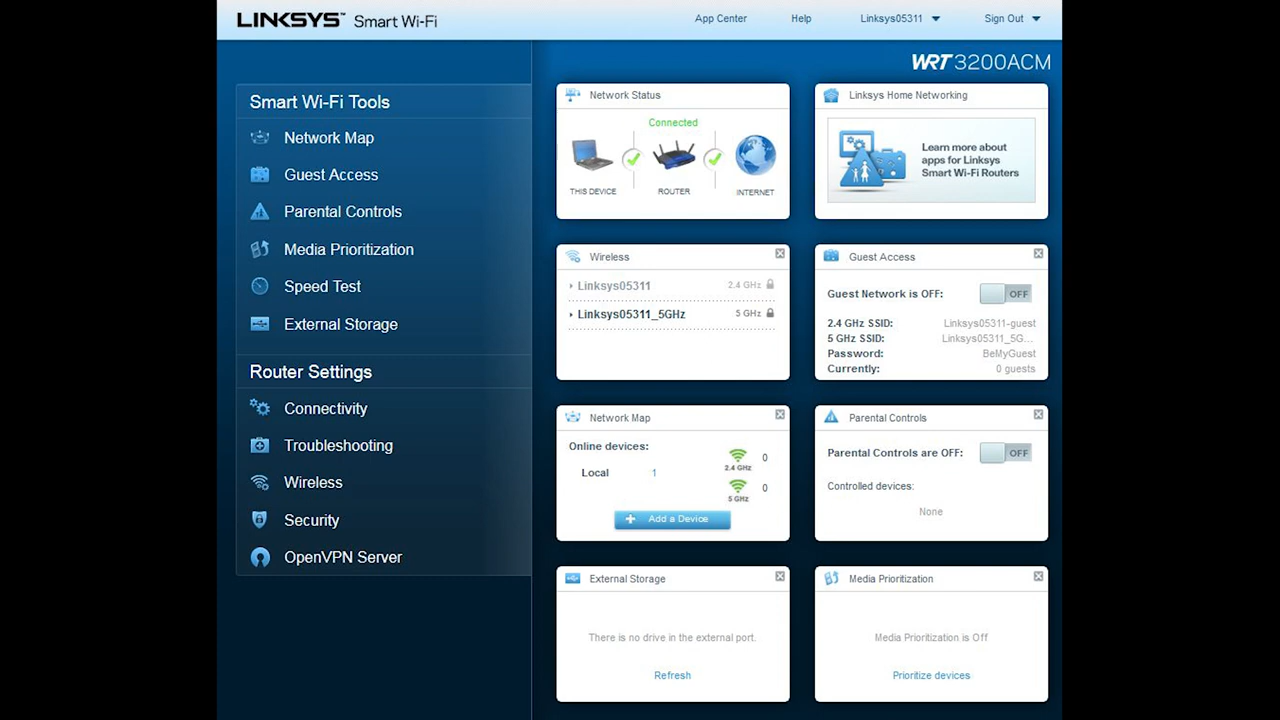 LINKSYS™ Smart Wi-Fi
App Center
Help
Linksys05311
Sign Out
WRT 3200ACM
Smart Wi-Fi Tools
Network Map
Guest Access
Parental Controls
Media Prioritization
Speed Test
External Storage
Router Settings
Connectivity
Troubleshooting
Wireless
Security
OpenVPN Server
Network Status
Connected
THIS DEVICE
ROUTER
INTERNET
Linksys Home Networking
Learn more about
apps for Linksys
Smart Wi-Fi Routers
Wireless
Linksys05311 2.4 GHz
Linksys05311_5GHz 5 GHz
Guest Access
Guest Network is OFF: OFF
2.4 GHz SSID: Linksys05311-guest
5 GHz SSID: Linksys05311_5G...
Password: BeMyGuest
Currently: 0 guests
Network Map
Online devices:
Local 1
2.4 GHz 0
5 GHz 0
+ Add a Device
Parental Controls
Parental Controls are OFF: OFF
Controlled devices:
None
External Storage
There is no drive in the external port.
Refresh
Media Prioritization
Media Prioritization is Off
Prioritize devices